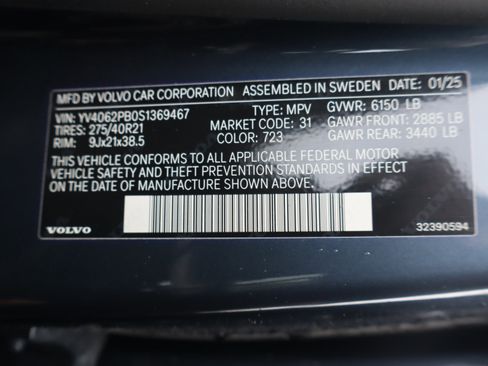 MFD BY VOLVO CAR CORPORATION ASSEMBLED IN SWEDEN DATE: 01/25
VIN: YV4062PB0S1369467 TYPE: MPV GVWR: 6150 LB
TIRES: 275/40R21 MARKET CODE: 31 GAWR FRONT: 2885 LB
RIM: 9Jx21x38.5 COLOR: 723 GAWR REAR: 3440 LB
THIS VEHICLE CONFORMS TO ALL APPLICABLE FEDERAL MOTOR
VEHICLE SAFETY AND THEFT PREVENTION STANDARDS IN EFFECT
ON THE DATE OF MANUFACTURE SHOWN ABOVE.
VOLVO 32390594